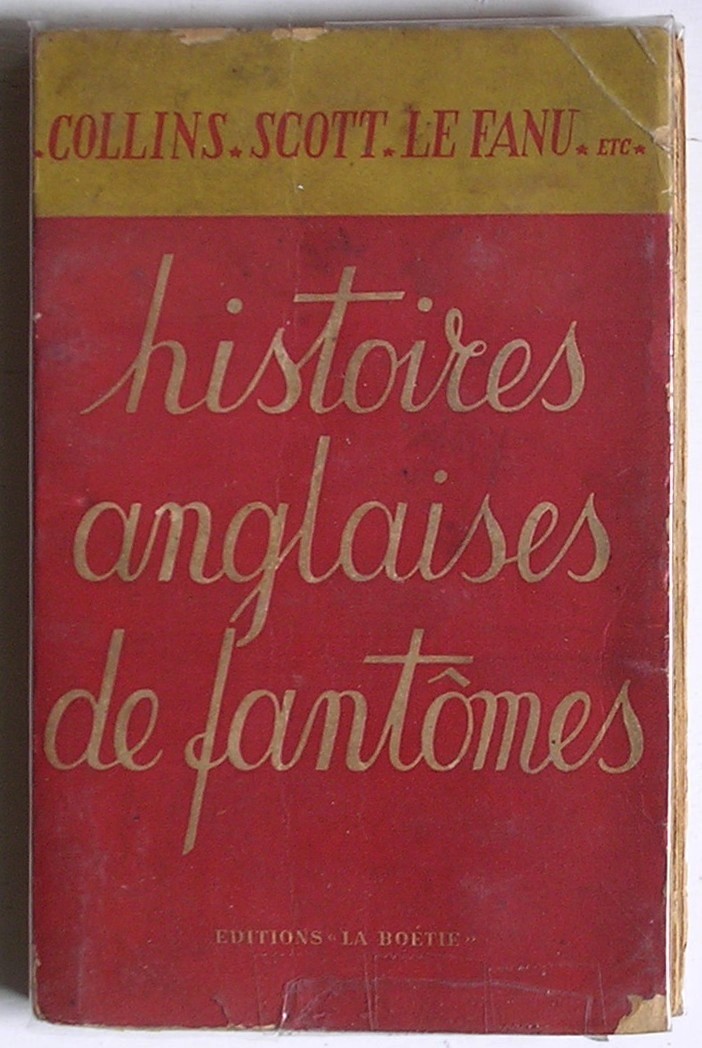 COLLINS ★ SCOTT ★ LE FANU ★ ETC ★
histoires
anglaises
de fantômes
EDITIONS "LA BOÉTIE"